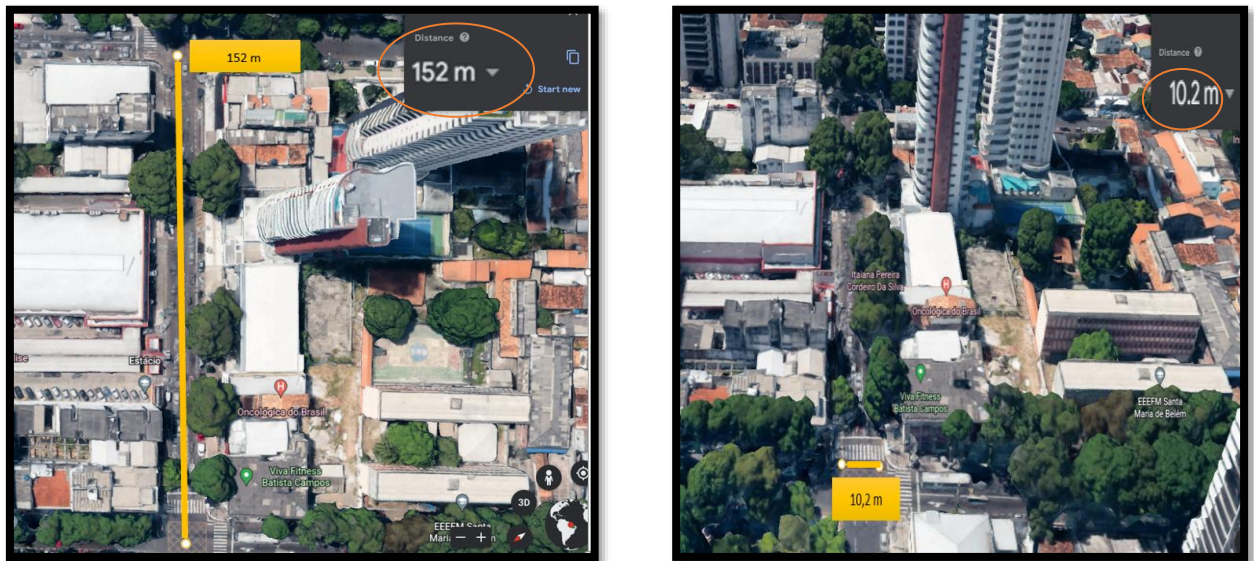 Distance
152 m
152 m
Start new
Estácio
Oncológica do Brasil
Viva Fitness
Batista Campos
3D
EEEFM Santa
Distance
10.2 m
Itaiana Pereira
Cordeiro Da Silva
H
Oncológica do Brasil
Viva Fitness
Batista Campos
EEEFM Santa
Maria de Belém
10,2 m